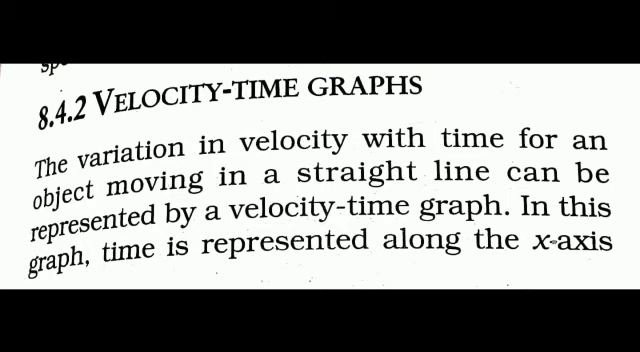 8.4.2 VELOCITY-TIME GRAPHS
The variation in velocity with time for an
object moving in a straight line can be
represented by a velocity-time graph. In this
graph, time is represented along the x-axis